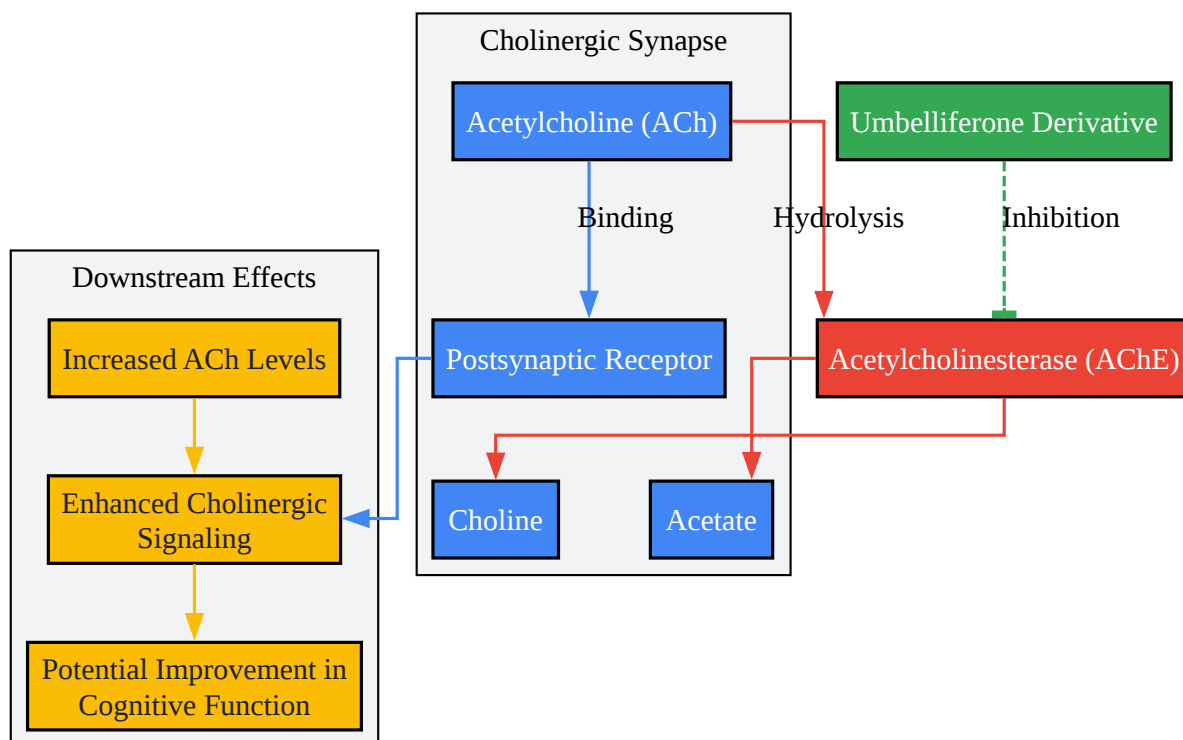 Cholinergic Synapse
Acetylcholine (ACh)
Umbelliferone Derivative
Binding
Hydrolysis
Inhibition
Downstream Effects
Increased ACh Levels
Postsynaptic Receptor
Acetylcholinesterase (AChE)
Enhanced Cholinergic
Signaling
Choline
Acetate
Potential Improvement in
Cognitive Function